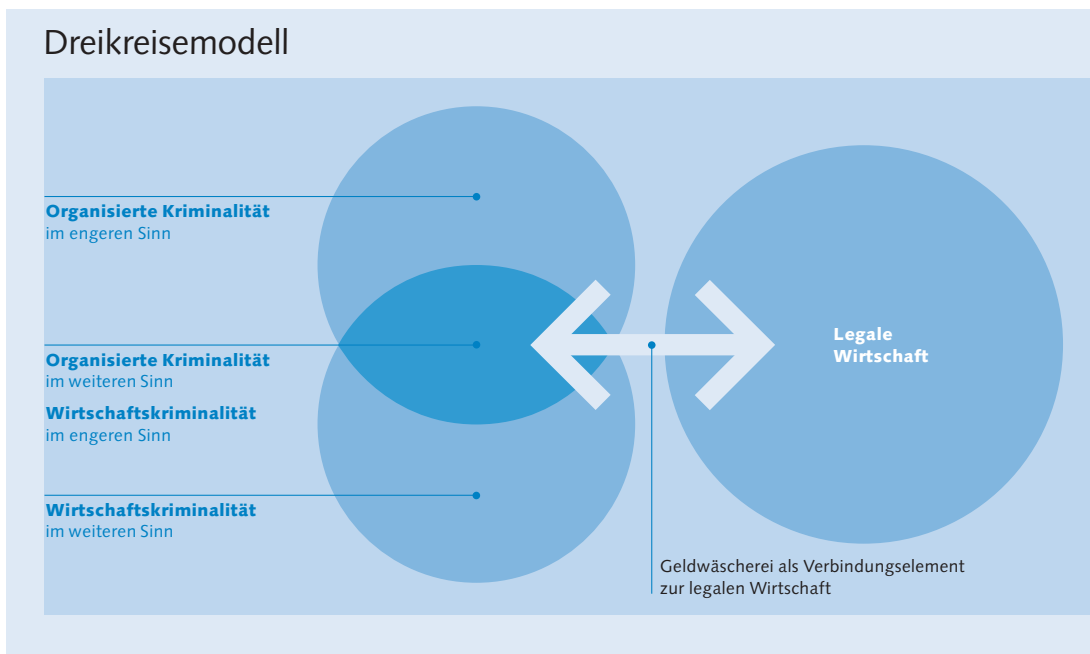 Dreikreisemodell
Organisierte Kriminalität
im engeren Sinn
Organisierte Kriminalität
im weiteren Sinn
Wirtschaftskriminalität
im engeren Sinn
Wirtschaftskriminalität
im weiteren Sinn
Legale
Wirtschaft
Geldwäscherei als Verbindungselement
zur legalen Wirtschaft